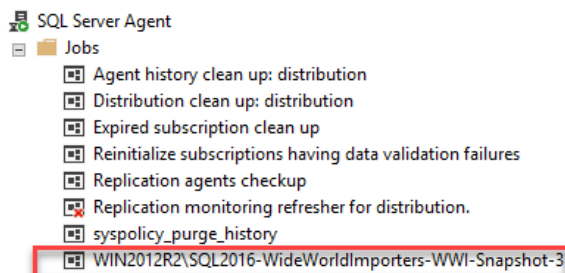 SQL Server Agent
Jobs
Agent history clean up: distribution
Distribution clean up: distribution
Expired subscription clean up
Reinitialize subscriptions having data validation failures
Replication agents checkup
Replication monitoring refresher for distribution.
syspolicy_purge_history
WIN2012R2\SQL2016-WideWorldImporters-WWI-Snapshot-3